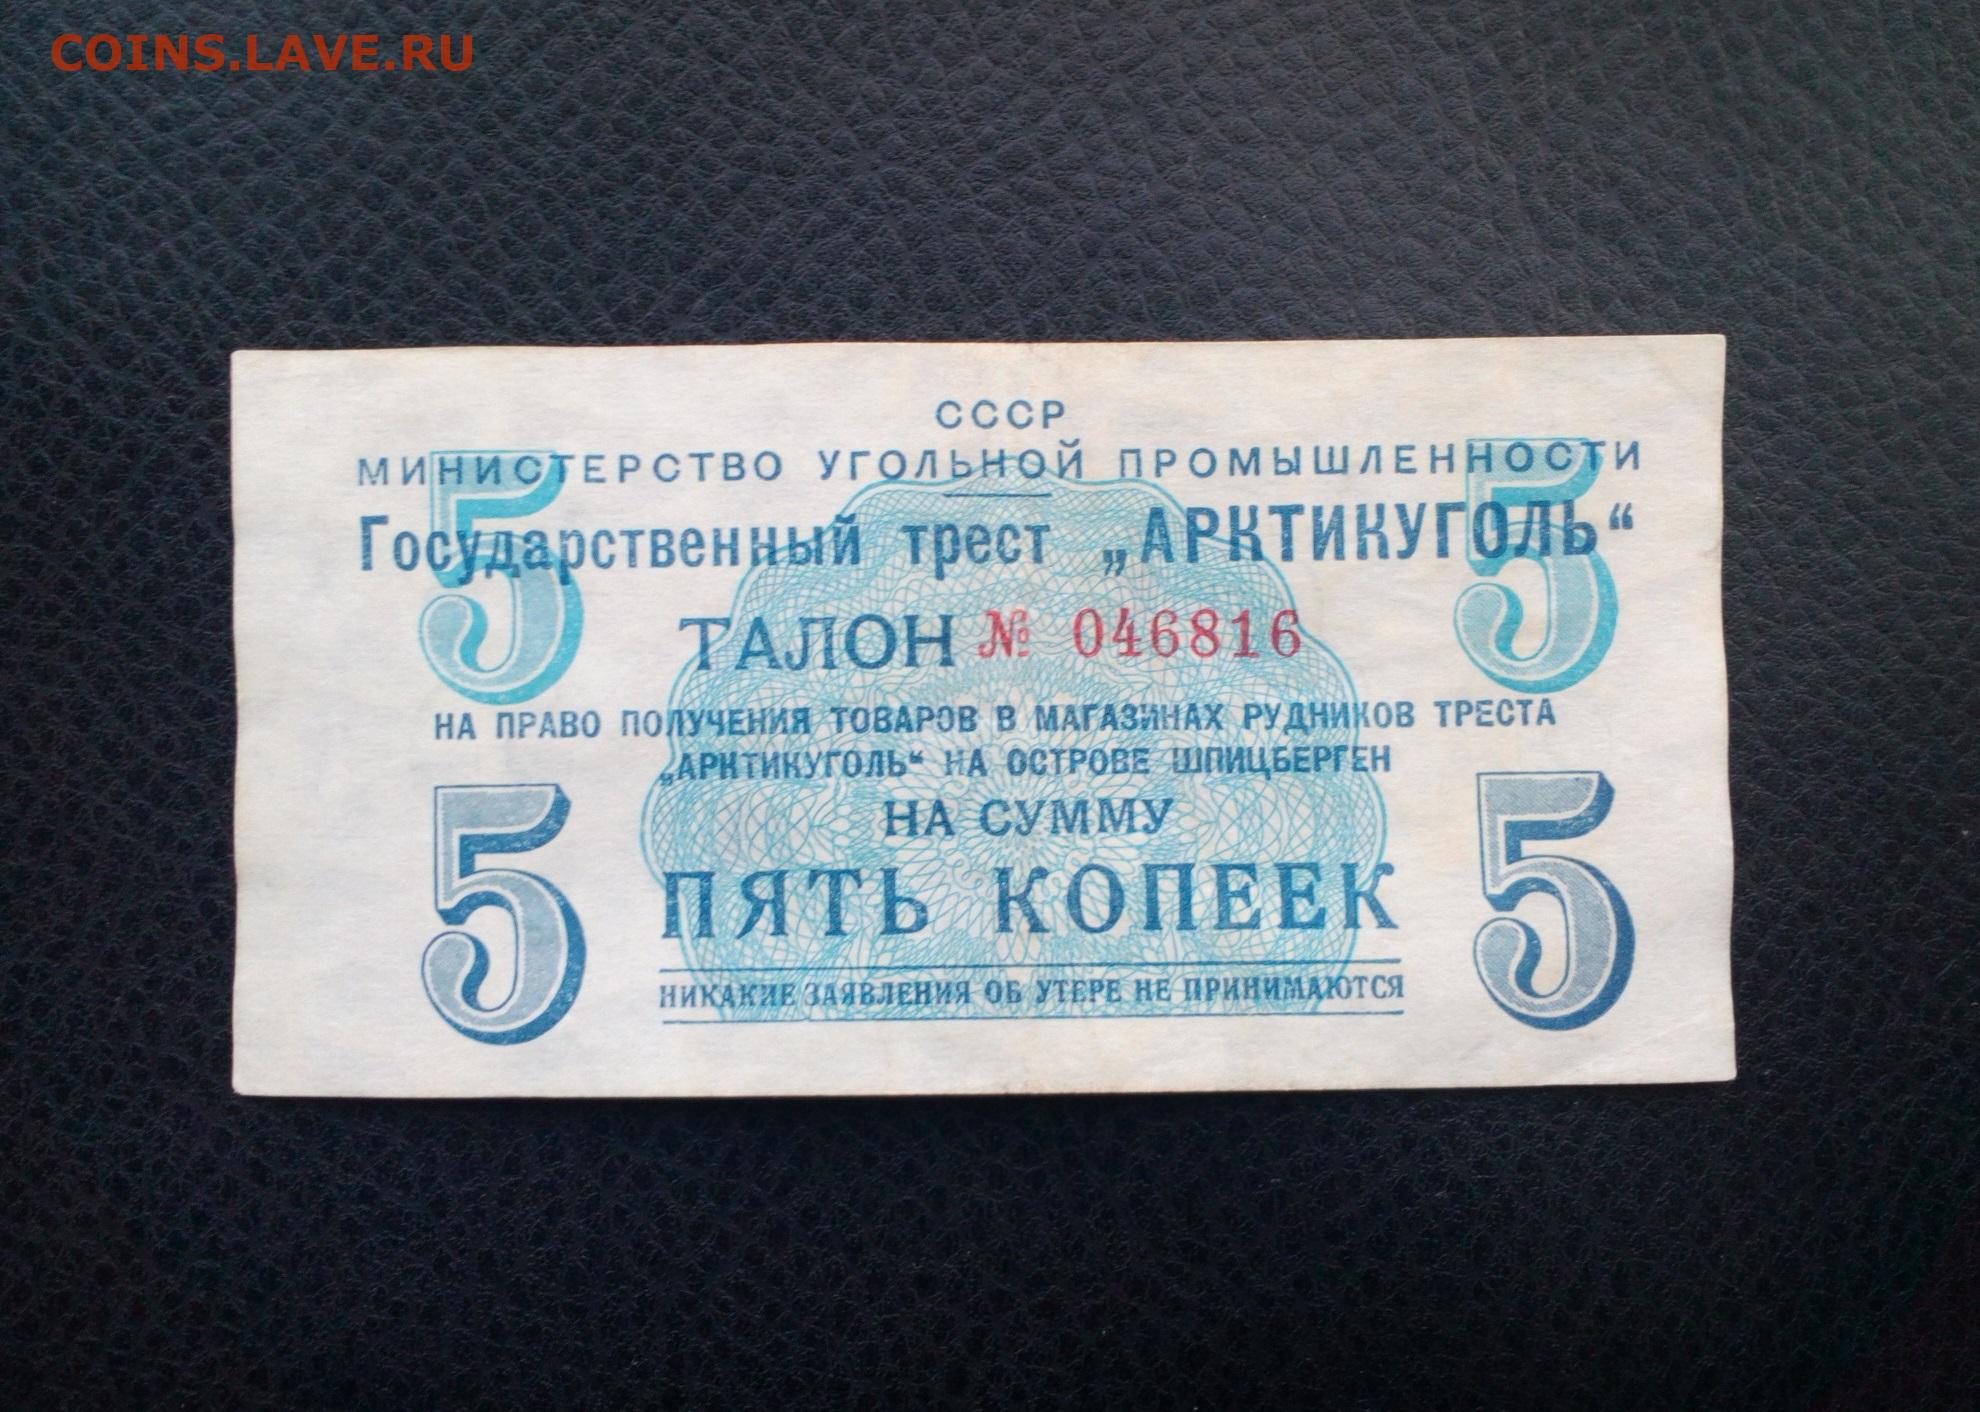 COINS.LAVE.RU
СССР
МИНИСТЕРСТВО УГОЛЬНОЙ ПРОМЫШЛЕННОСТИ
Государственный трест „АРКТИКУГОЛЬ“
5 5
ТАЛОН № 046816
НА ПРАВО ПОЛУЧЕНИЯ ТОВАРОВ В МАГАЗИНАХ РУДНИКОВ ТРЕСТА
„АРКТИКУГОЛЬ“ НА ОСТРОВЕ ШПИЦБЕРГЕН
НА СУММУ
5 ПЯТЬ КОПЕЕК 5
НИКАКИЕ ЗАЯВЛЕНИЯ ОБ УТЕРЕ НЕ ПРИНИМАЮТСЯ